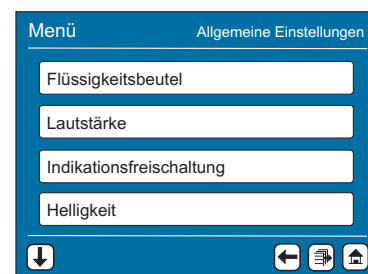 Menü Allgemeine Einstellungen
Flüssigkeitsbeutel
Lautstärke
Indikationsfreischaltung
Helligkeit